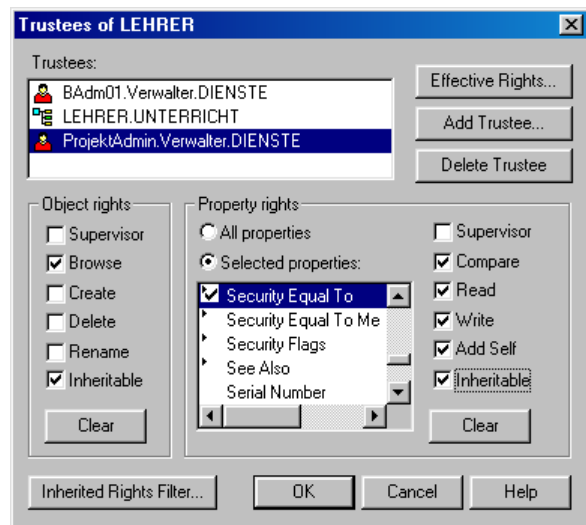 Trustees of LEHRER
Trustees:
BAdm01.Verwalter.DIENSTE
LEHRER.UNTERRICHT
ProjektAdmin.Verwalter.DIENSTE
Effective Rights...
Add Trustee...
Delete Trustee
Object rights
Supervisor
Browse
Create
Delete
Rename
Inheritable
Clear
Property rights
All properties
Selected properties:
Security Equal To
Security Equal To Me
Security Flags
See Also
Serial Number
Supervisor
Compare
Read
Write
Add Self
Inheritable
Clear
Inherited Rights Filter...
OK
Cancel
Help